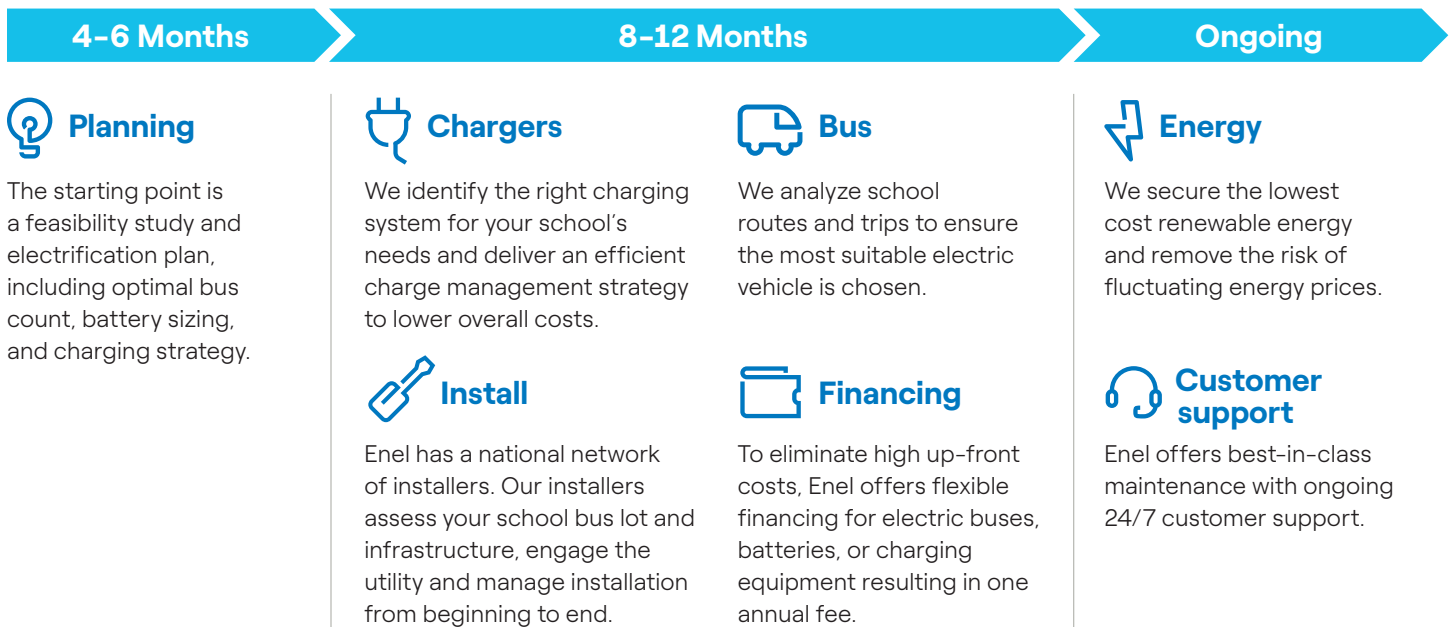 4-6 Months
8-12 Months
Ongoing
Planning
The starting point is
a feasibility study and
electrification plan,
including optimal bus
count, battery sizing,
and charging strategy.
Chargers
We identify the right charging
system for your school's
needs and deliver an efficient
charge management strategy
to lower overall costs.
Install
Enel has a national network
of installers. Our installers
assess your school bus lot and
infrastructure, engage the
utility and manage installation
from beginning to end.
Bus
We analyze school
routes and trips to ensure
the most suitable electric
vehicle is chosen.
Financing
To eliminate high up-front
costs, Enel offers flexible
financing for electric buses,
batteries, or charging
equipment resulting in one
annual fee.
Energy
We secure the lowest
cost renewable energy
and remove the risk of
fluctuating energy prices.
Customer
support
Enel offers best-in-class
maintenance with ongoing
24/7 customer support.